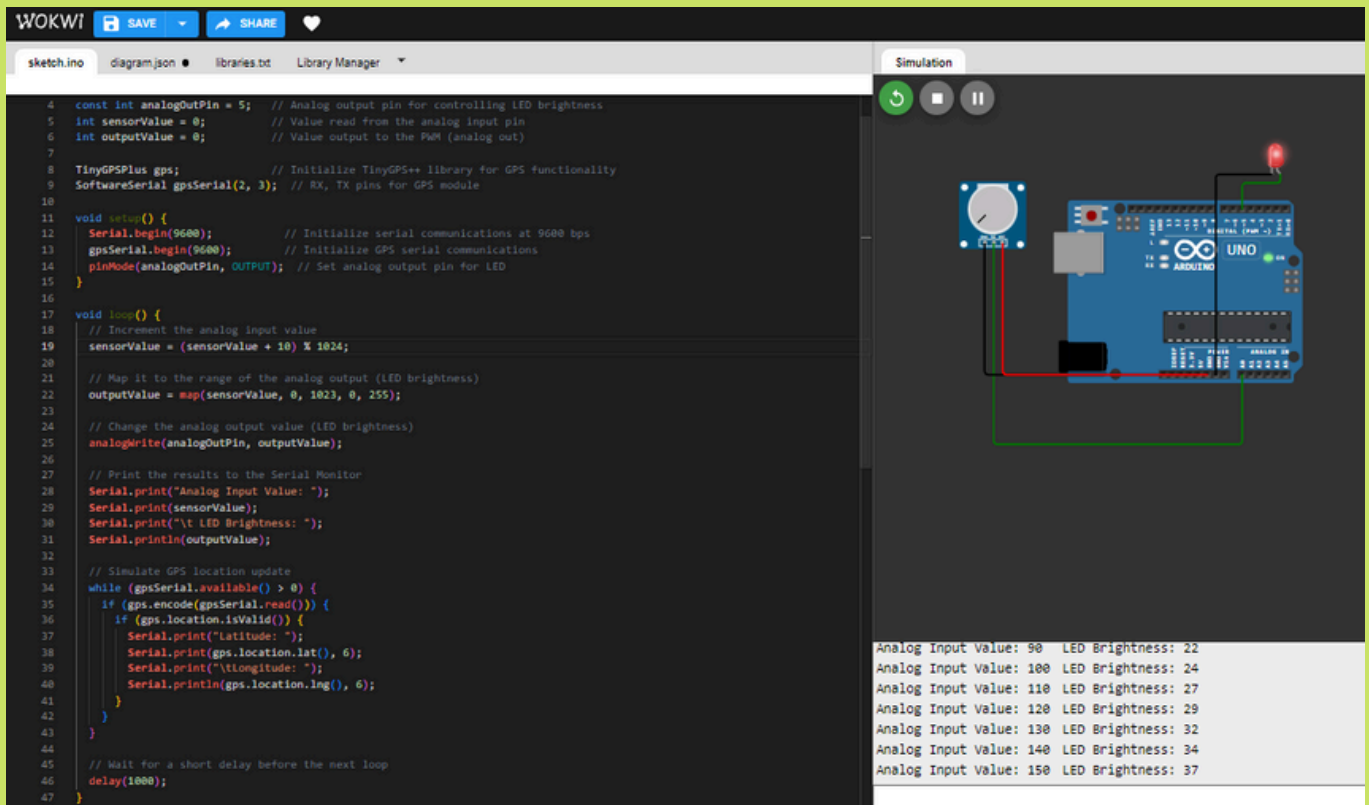 WOKWI SAVE SHARE
sketch.ino diagram.json ● libraries.txt Library Manager
Simulation
4 const int analogOutPin = 5; // Analog output pin for controlling LED brightness
5 int sensorValue = 0; // Value read from the analog input pin
6 int outputValue = 0; // Value output to the PWM (analog out)
7
8 TinyGPSPlus gps; // Initialize TinyGPS++ library for GPS functionality
9 SoftwareSerial gpsSerial(2, 3); // RX, TX pins for GPS module
10
11 void setup() {
12 Serial.begin(9600); // Initialize serial communications at 9600 bps
13 gpsSerial.begin(9600); // Initialize GPS serial communications
14 pinMode(analogOutPin, OUTPUT); // Set analog output pin for LED
15 }
16
17 void loop() {
18 // Increment the analog input value
19 sensorValue = (sensorValue + 10) % 1024;
20
21 // Map it to the range of the analog output (LED brightness)
22 outputValue = map(sensorValue, 0, 1023, 0, 255);
23
24 // Change the analog output value (LED brightness)
25 analogWrite(analogOutPin, outputValue);
26
27 // Print the results to the Serial Monitor
28 Serial.print("Analog Input Value: ");
29 Serial.print(sensorValue);
30 Serial.print("\t LED Brightness: ");
31 Serial.println(outputValue);
32
33 // Simulate GPS location update
34 while (gpsSerial.available() > 0) {
35 if (gps.encode(gpsSerial.read())) {
36 if (gps.location.isValid()) {
37 Serial.print("Latitude: ");
38 Serial.print(gps.location.lat(), 6);
39 Serial.print("\tLongitude: ");
40 Serial.println(gps.location.lng(), 6);
41 }
42 }
43 }
44
45 // Wait for a short delay before the next loop
46 delay(1000);
47 }
DIGITAL (PWM ~)
UNO
ON
TX
RX
ARDUINO
POWER
ANALOG IN
Analog Input Value: 90 LED Brightness: 22
Analog Input Value: 100 LED Brightness: 24
Analog Input Value: 110 LED Brightness: 27
Analog Input Value: 120 LED Brightness: 29
Analog Input Value: 130 LED Brightness: 32
Analog Input Value: 140 LED Brightness: 34
Analog Input Value: 150 LED Brightness: 37